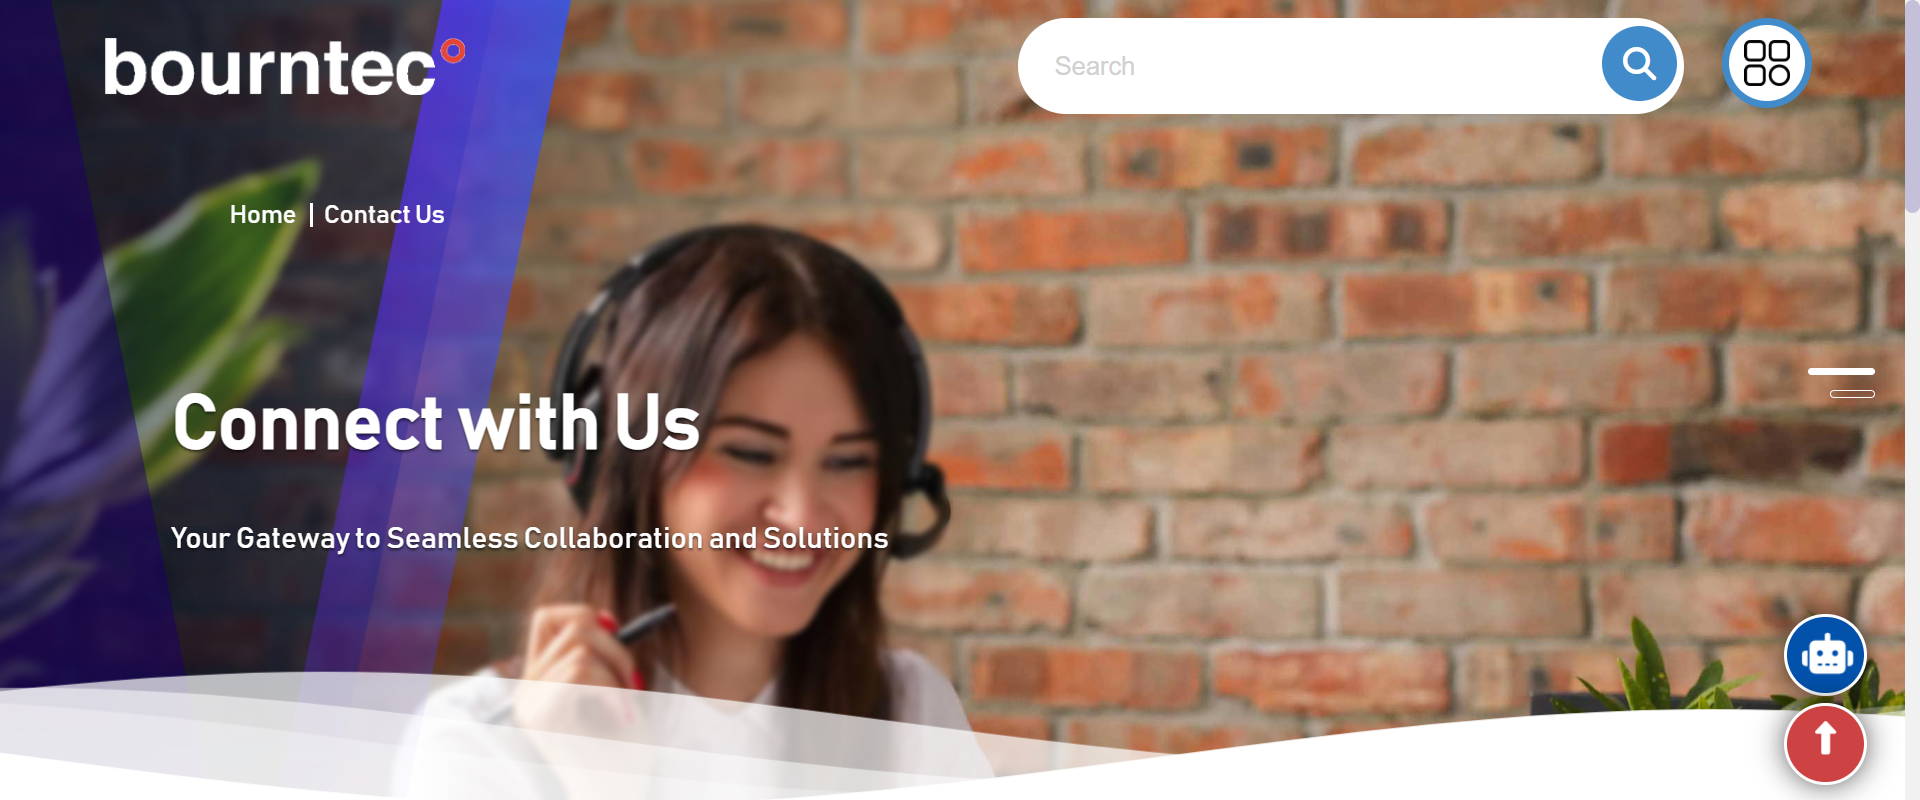 bourntec
Search
Home | Contact Us
Connect with Us
Your Gateway to Seamless Collaboration and Solutions